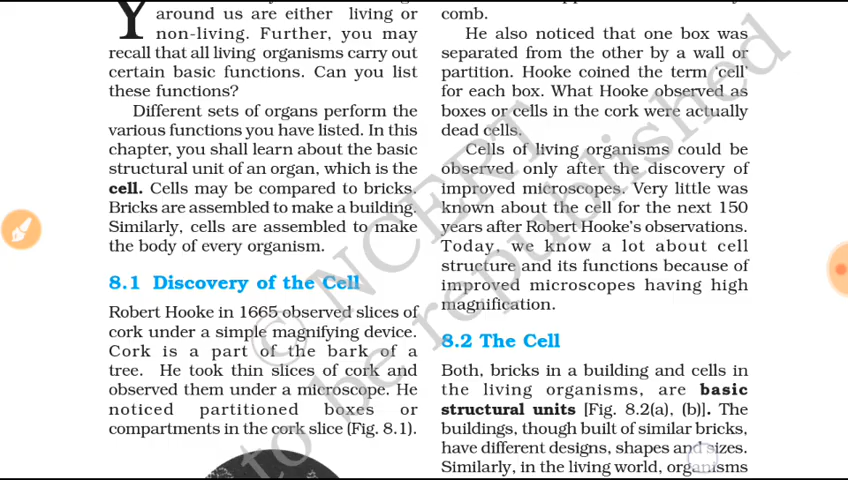 Y
around us are either living or
non-living. Further, you may
recall that all living organisms carry out
certain basic functions. Can you list
these functions?
Different sets of organs perform the
various functions you have listed. In this
chapter, you shall learn about the basic
structural unit of an organ, which is the
cell. Cells may be compared to bricks.
Bricks are assembled to make a building.
Similarly, cells are assembled to make
the body of every organism.
8.1 Discovery of the Cell
Robert Hooke in 1665 observed slices of
cork under a simple magnifying device.
Cork is a part of the bark of a
tree. He took thin slices of cork and
observed them under a microscope. He
noticed partitioned boxes or
compartments in the cork slice (Fig. 8.1).
comb.
He also noticed that one box was
separated from the other by a wall or
partition. Hooke coined the term ‘cell’
for each box. What Hooke observed as
boxes or cells in the cork were actually
dead cells.
Cells of living organisms could be
observed only after the discovery of
improved microscopes. Very little was
known about the cell for the next 150
years after Robert Hooke’s observations.
Today, we know a lot about cell
structure and its functions because of
improved microscopes having high
magnification.
8.2 The Cell
Both, bricks in a building and cells in
the living organisms, are basic
structural units [Fig. 8.2(a), (b)]. The
buildings, though built of similar bricks,
have different designs, shapes and sizes.
Similarly, in the living world, organisms
© NCERT
to be republished